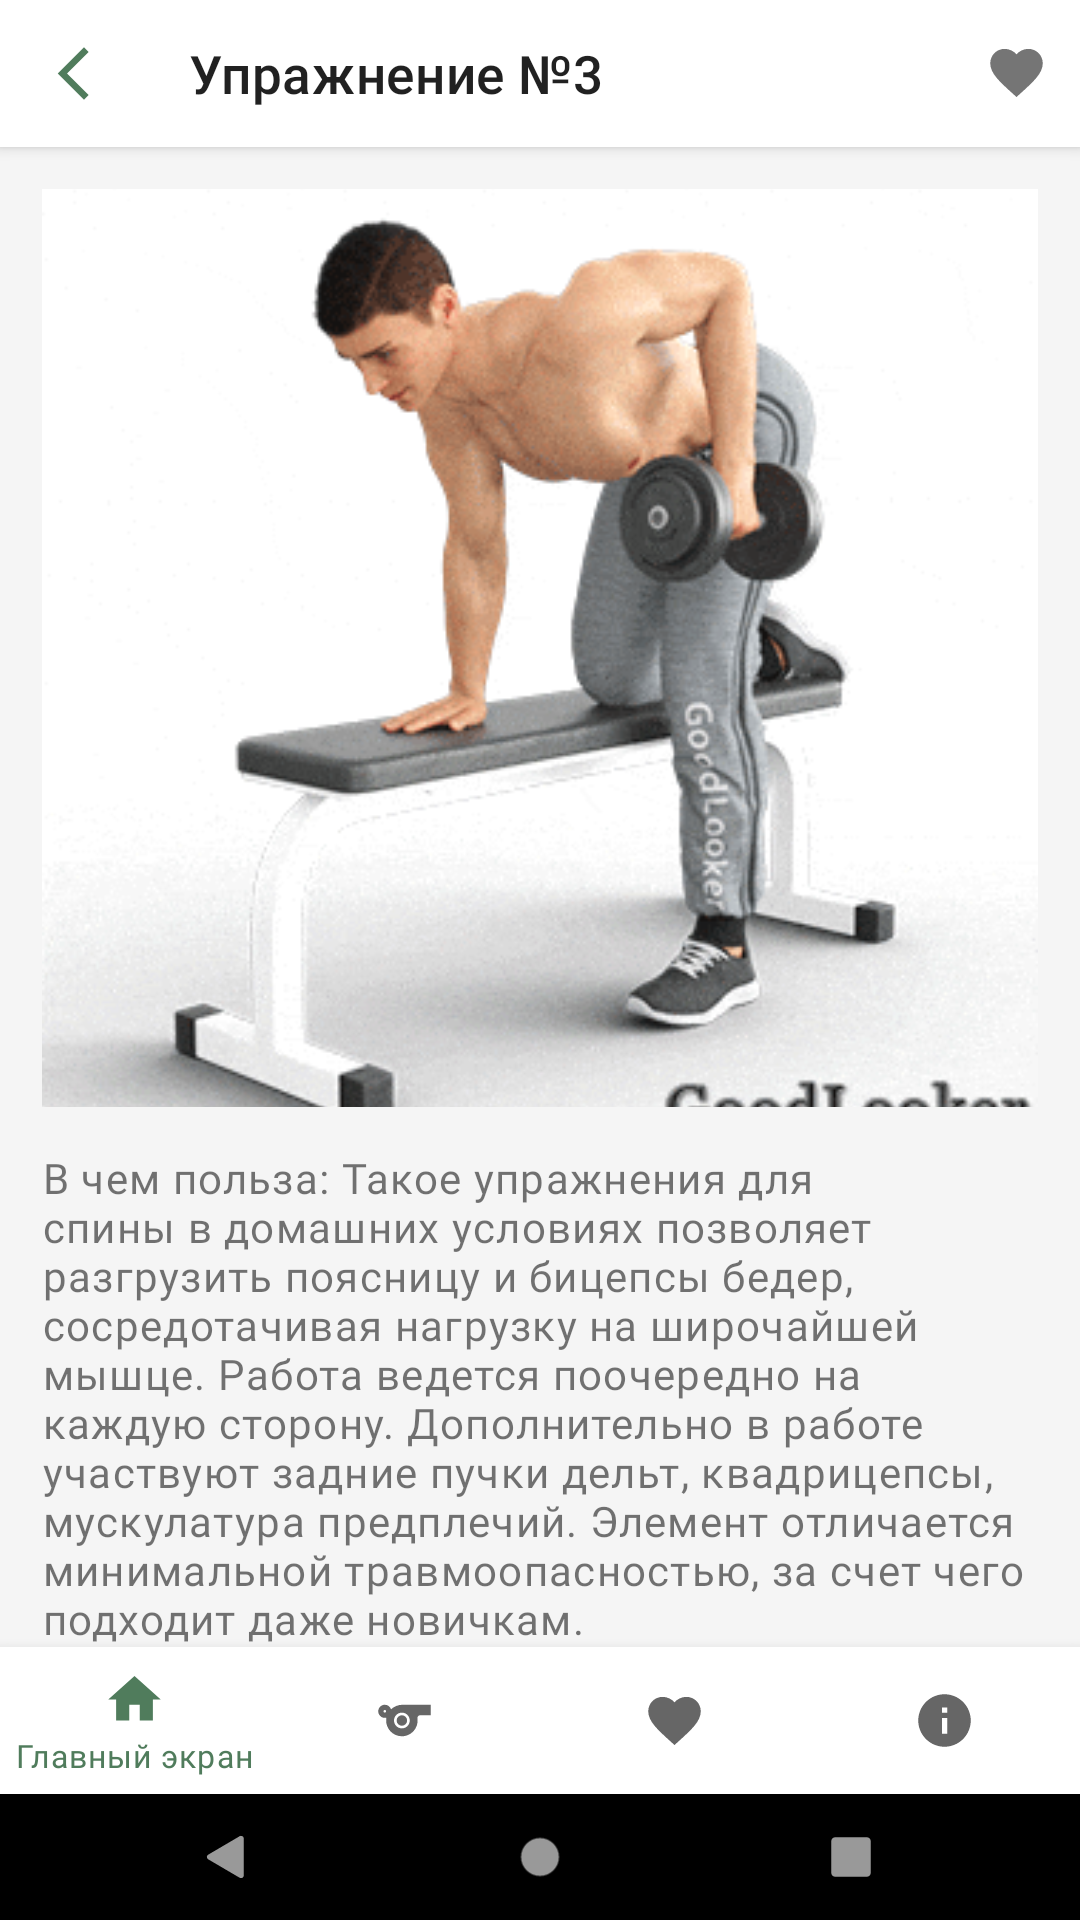 Упражнение №3
GoodLooker
GoodLooker
В чем польза: Такое упражнения для
спины в домашних условиях позволяет
разгрузить поясницу и бицепсы бедер,
сосредотачивая нагрузку на широчайшей
мышце. Работа ведется поочередно на
каждую сторону. Дополнительно в работе
участвуют задние пучки дельт, квадрицепсы,
мускулатура предплечий. Элемент отличается
минимальной травмоопасностью, за счет чего
подходит даже новичкам.
Главный экран